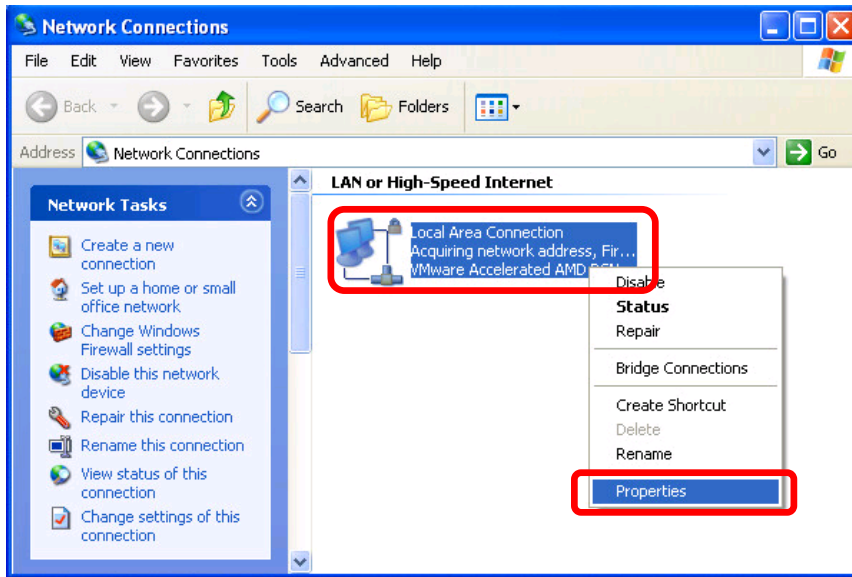 Network Connections
File Edit View Favorites Tools Advanced Help
Back Search Folders
Address Network Connections Go
LAN or High-Speed Internet
Network Tasks
Create a new
connection
Set up a home or small
office network
Change Windows
Firewall settings
Disable this network
device
Repair this connection
Rename this connection
View status of this
connection
Change settings of this
connection
Local Area Connection
Acquiring network address, Fir...
VMware Accelerated AMD
Disable
Status
Repair
Bridge Connections
Create Shortcut
Delete
Rename
Properties